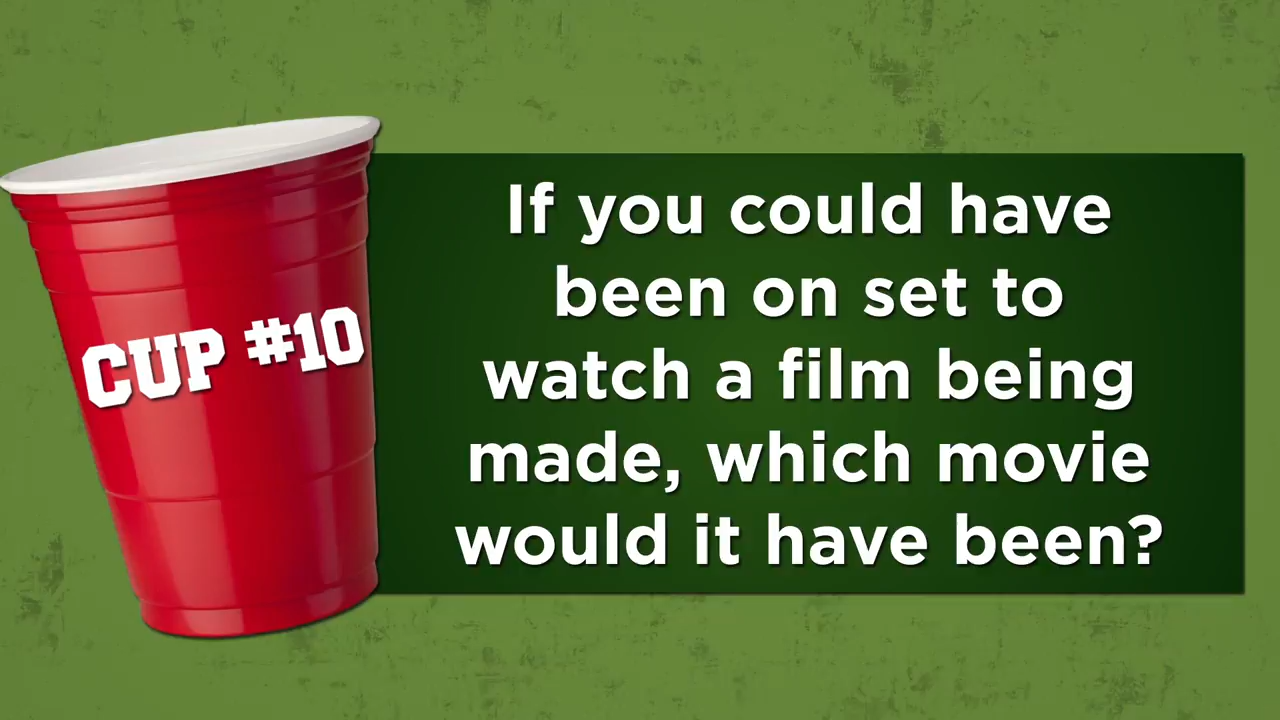 CUP #10
If you could have
been on set to
watch a film being
made, which movie
would it have been?